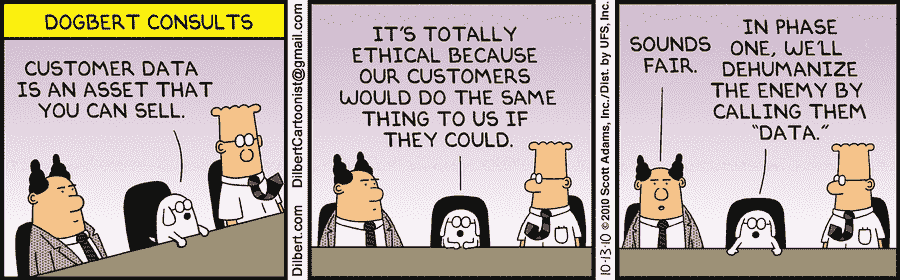 DOGBERT CONSULTS
CUSTOMER DATA
IS AN ASSET THAT
YOU CAN SELL.
Dilbert.com DilbertCartoonist@gmail.com
IT'S TOTALLY
ETHICAL BECAUSE
OUR CUSTOMERS
WOULD DO THE SAME
THING TO US IF
THEY COULD.
10-13-10 © 2010 Scott Adams, Inc./Dist. by UFS, Inc.
SOUNDS
FAIR.
IN PHASE
ONE, WE'LL
DEHUMANIZE
THE ENEMY BY
CALLING THEM
"DATA."